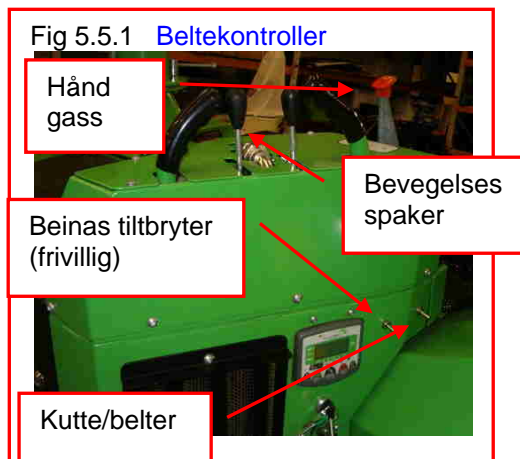 Fig 5.5.1 Beltekontroller
Hånd
gass
Bevegelses
spaker
Beinas tiltbryter
(frivillig)
Kutte/belter